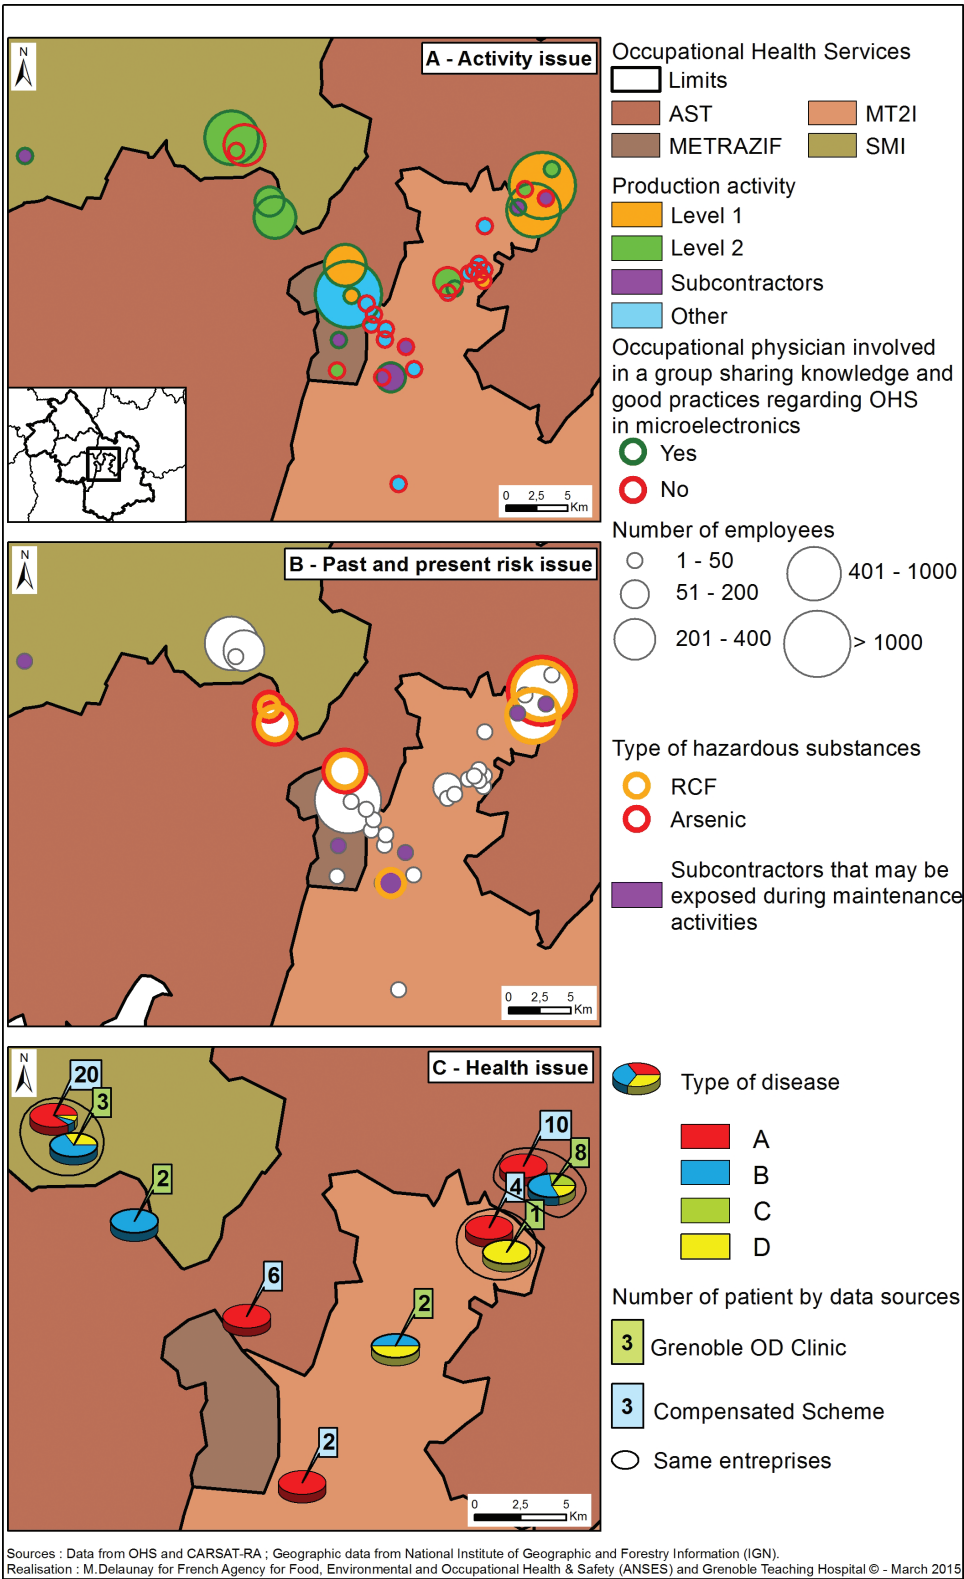 N
A - Activity issue
0 2,5 5
Km
Occupational Health Services
Limits
AST
MT2I
METRAZIF
SMI
Production activity
Level 1
Level 2
Subcontractors
Other
Occupational physician involved
in a group sharing knowledge and
good practices regarding OHS
in microelectronics
Yes
No
Number of employees
1 - 50
51 - 200
201 - 400
401 - 1000
> 1000
N
B - Past and present risk issue
0 2,5 5
Km
Type of hazardous substances
RCF
Arsenic
Subcontractors that may be
exposed during maintenance
activities
N
C - Health issue
20
3
2
6
10
8
4
1
2
2
0 2,5 5
Km
Type of disease
A
B
C
D
Number of patient by data sources
3 Grenoble OD Clinic
3 Compensated Scheme
Same entreprises
Sources : Data from OHS and CARSAT-RA ; Geographic data from National Institute of Geographic and Forestry Information (IGN).
Realisation : M.Delaunay for French Agency for Food, Environmental and Occupational Health & Safety (ANSES) and Grenoble Teaching Hospital © - March 2015